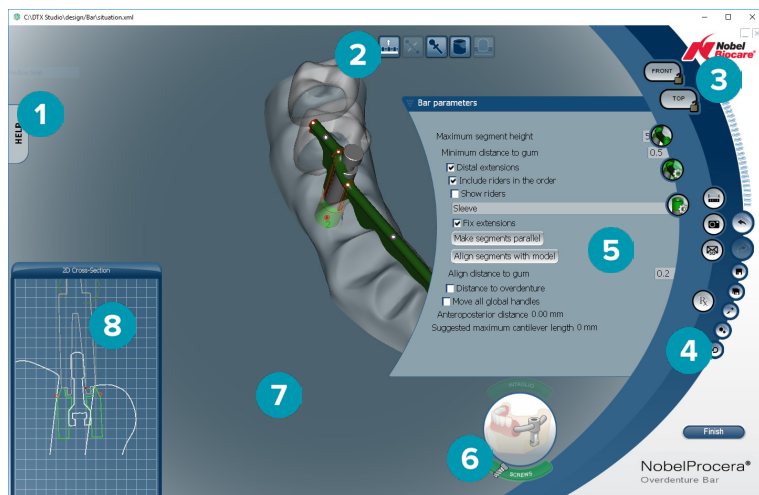 C:\DTX Studio\design/Bar\situation.xml
Nobel
Biocare™
1
HELP
2
3
FRONT
TOP
Bar parameters
Maximum segment height
5
Minimum distance to gum
0.5
Distal extensions
Include riders in the order
Show riders
Sleeve
Fix extensions
Make segments parallel
Align segments with model
5
Align distance to gum
0.2
Distance to overdenture
Move all global handles
Anteroposterior distance 0.00 mm
Suggested maximum cantilever length 0 mm
Rx
4
2D Cross-Section
8
7
6
SCREWS
Finish
NobelProcera®
Overdenture Bar